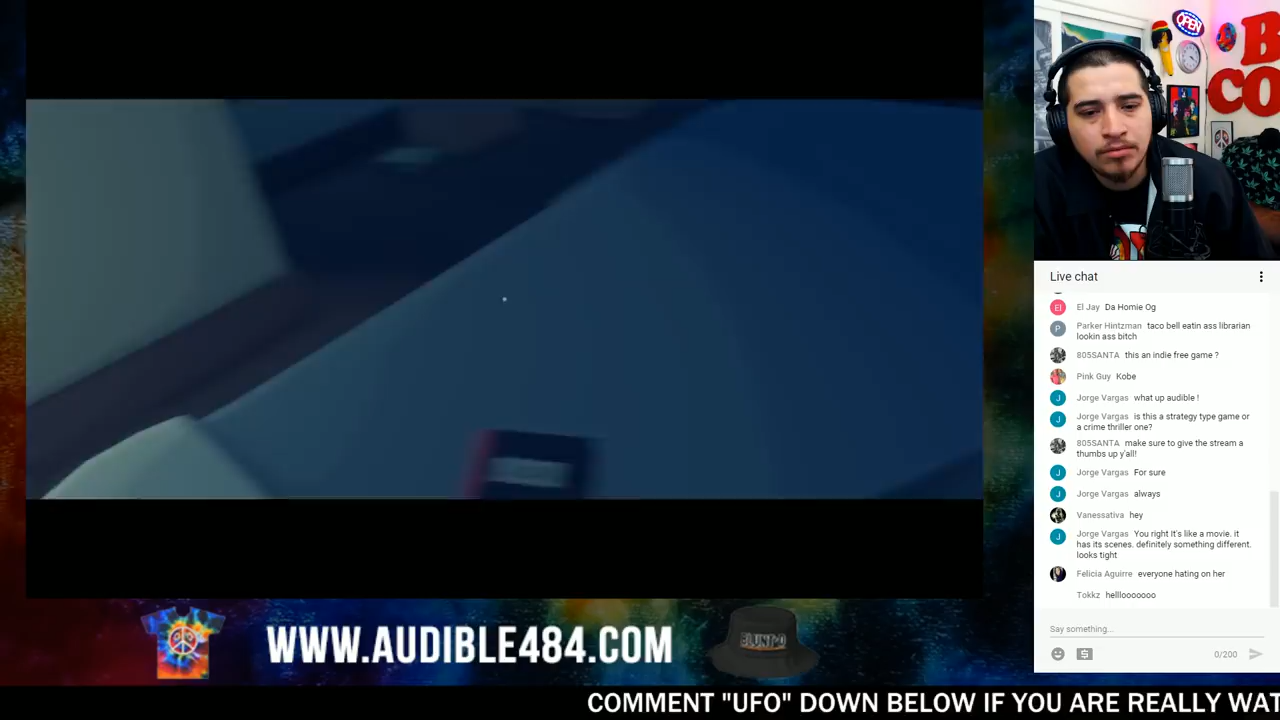 OPEN
B
CO
Live chat
El Jay Da Homie Og
Parker Hintzman taco bell eatin ass librarian
lookin ass bitch
805SANTA this an indie free game ?
Pink Guy Kobe
Jorge Vargas what up audible !
Jorge Vargas is this a strategy type game or
a crime thriller one?
805SANTA make sure to give the stream a
thumbs up y'all!
Jorge Vargas For sure
Jorge Vargas always
Vanessativa hey
Jorge Vargas You right It's like a movie. it
has its scenes. definitely something different.
looks tight
Felicia Aguirre everyone hating on her
Tokkz helllooooooo
Say something...
0/200
WWW.AUDIBLE484.COM
COMMENT "UFO" DOWN BELOW IF YOU ARE REALLY WAT